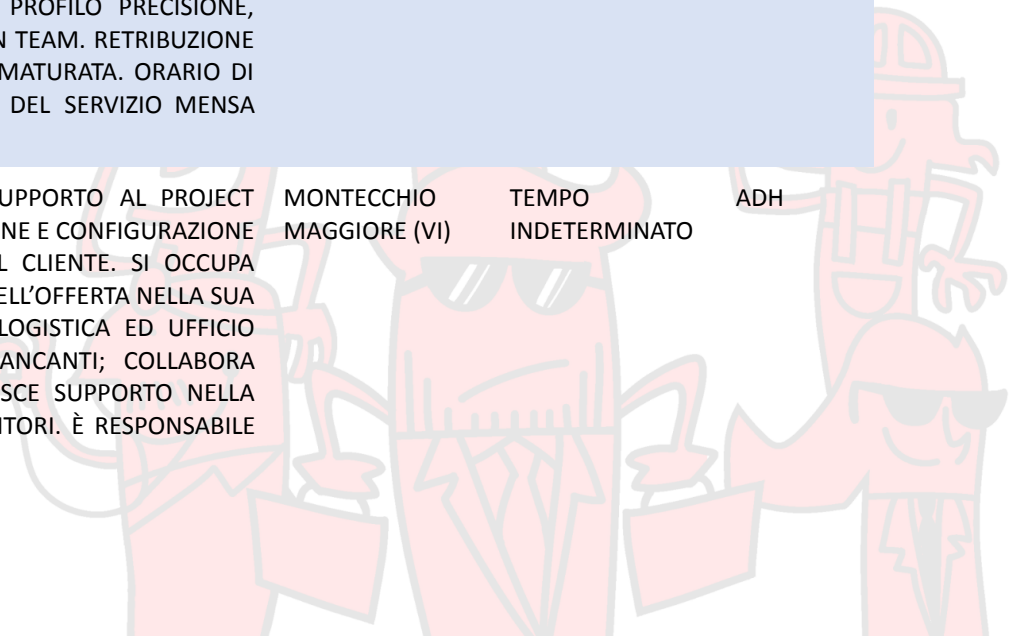 PROFILO PRECISIONE,
TEAM. RETRIBUZIONE
MATURATA. ORARIO DI
DEL SERVIZIO MENSA
UPPORTO AL PROJECT
NE E CONFIGURAZIONE
L CLIENTE. SI OCCUPA
ELL’OFFERTA NELLA SUA
LOGISTICA ED UFFICIO
ANCANTI; COLLABORA
SCE SUPPORTO NELLA
TORI. È RESPONSABILE
MONTECCHIO
MAGGIORE (VI)
TEMPO
INDETERMINATO
ADH